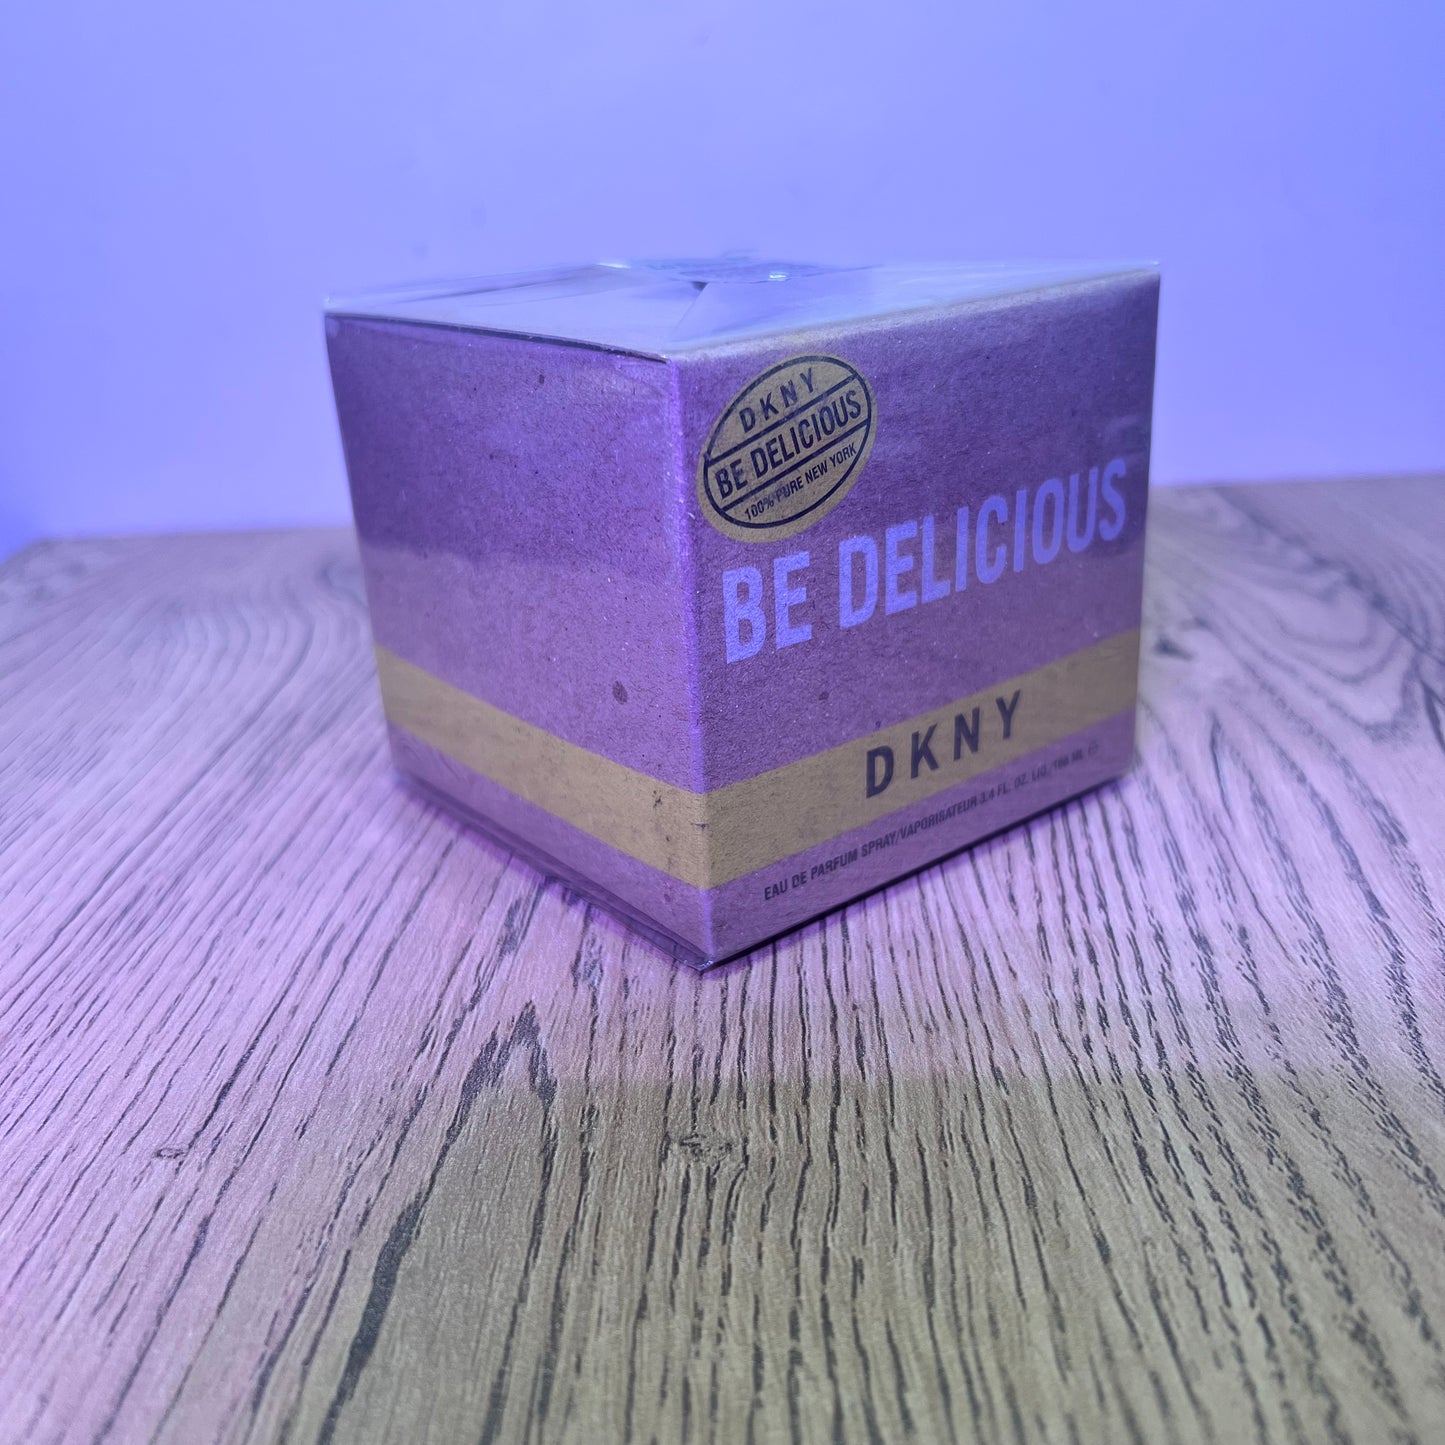 DKNY
BE DELICIOUS
100% PURE NEW YORK
BE DELICIOUS
DKNY
EAU DE PARFUM SPRAY/VAPORISATEUR 3.4 FL. OZ. LIQ. 100 ML ℮